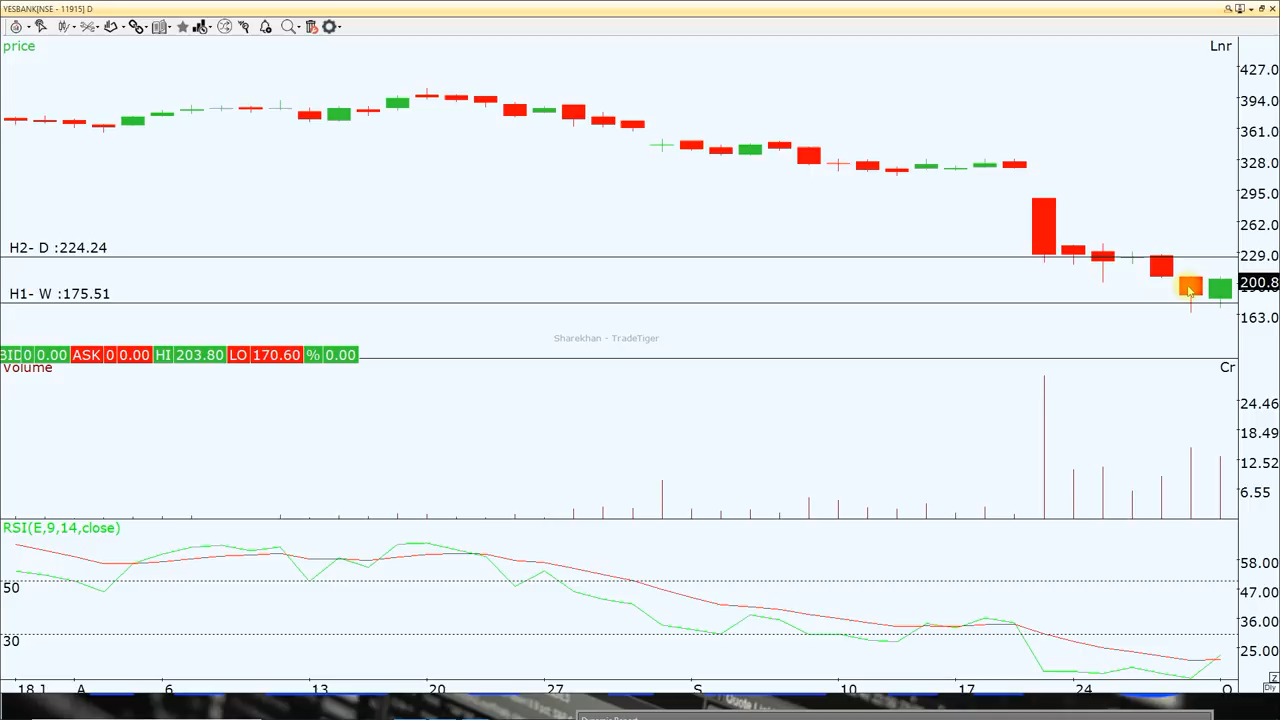 YESBANK[NSE - 11915] D
price
Lnr
427.0
394.0
361.0
328.0
295.0
262.0
H2- D :224.24
229.0
200.8
H1- W :175.51
163.0
Sharekhan - TradeTiger
BID 0 0.00 ASK 0 0.00 HI 203.80 LO 170.60 % 0.00
volume
Cr
24.46
18.49
12.52
6.55
RSI(E,9,14,close)
58.00
50
47.00
36.00
30
25.00
18 J A 6 13 20 27 S 10 17 24 O
Dly